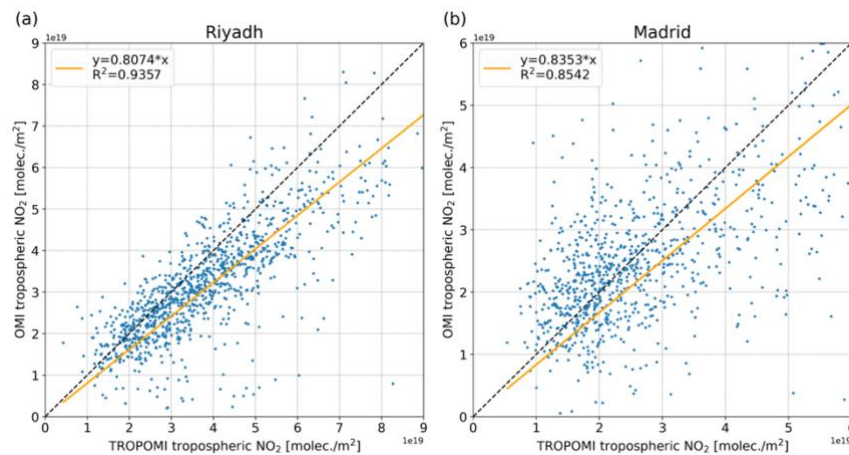 (a)
Riyadh
1e19
y=0.8074*x
R²=0.9357
9
8
7
6
5
4
3
2
1
0
OMI tropospheric NO₂ [molec./m²]
0 1 2 3 4 5 6 7 8 9
1e19
TROPOMI tropospheric NO₂ [molec./m²]
(b)
Madrid
1e19
y=0.8353*x
R²=0.8542
6
5
4
3
2
1
0
OMI tropospheric NO₂ [molec./m²]
0 1 2 3 4 5 6
1e19
TROPOMI tropospheric NO₂ [molec./m²]